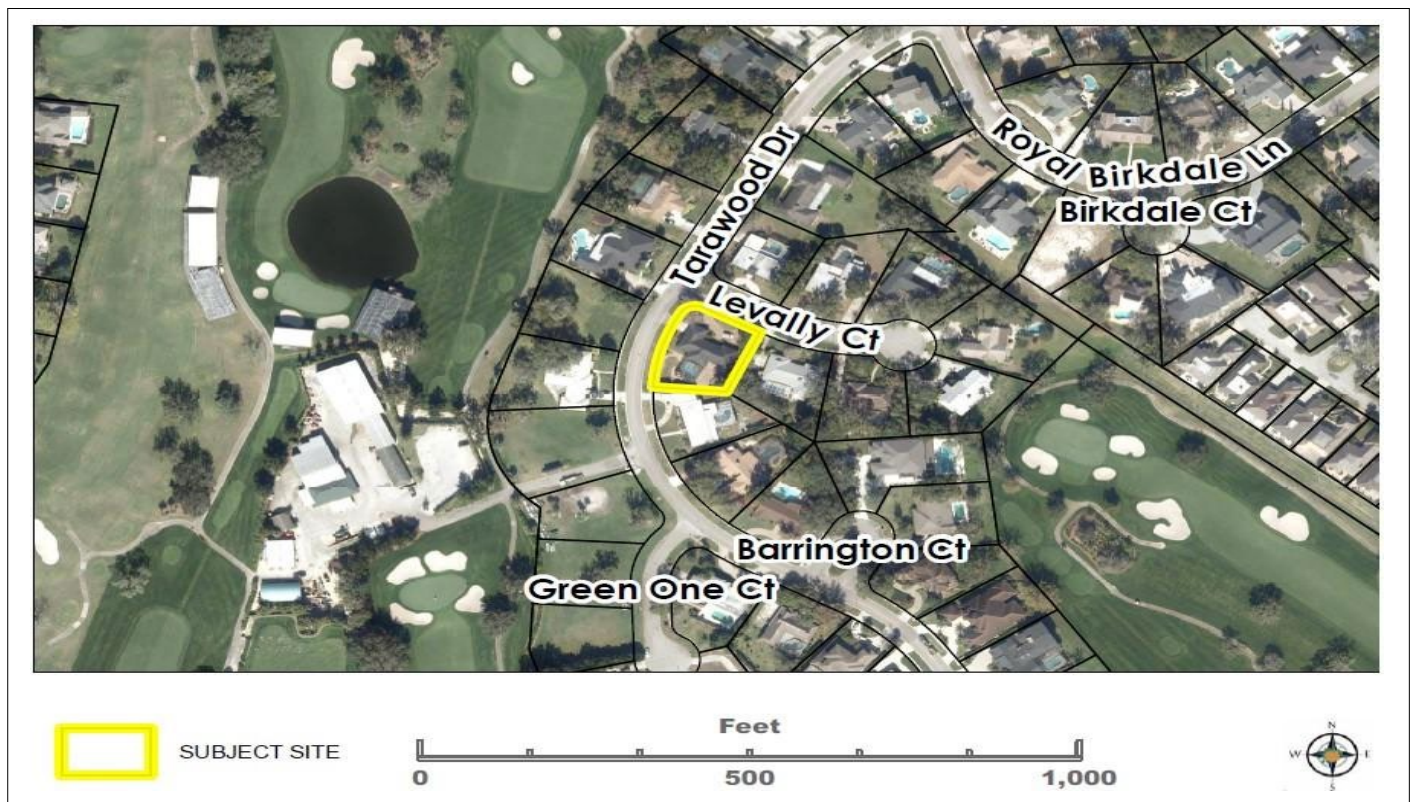 Tarawood Dr
Royal Birkdale Ln
Birkdale Ct
Levally Ct
Barrington Ct
Green One Ct
SUBJECT SITE
Feet
0 500 1,000
N
W E
S